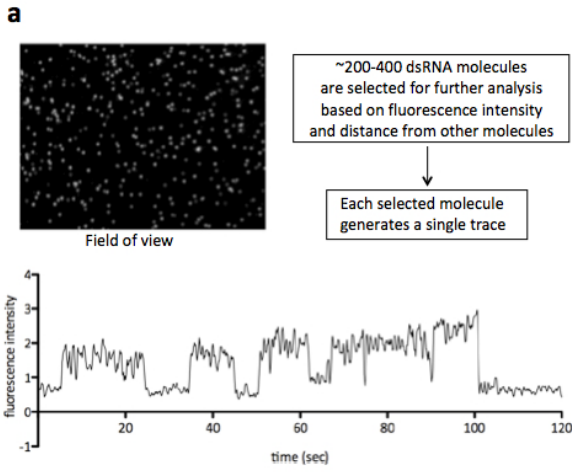 a
~200-400 dsRNA molecules
are selected for further analysis
based on fluorescence intensity
and distance from other molecules
Each selected molecule
generates a single trace
Field of view
fluorescence intensity
4
3
2
1
0
-1
20
40
60
80
100
120
time (sec)